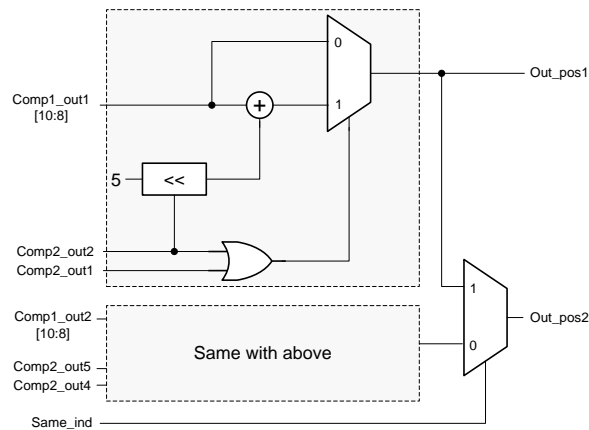 0
Out_pos1
Comp1_out1
[10:8]
+
1
5
<<
Comp2_out2
Comp2_out1
1
Comp1_out2
[10:8]
Out_pos2
Same with above
0
Comp2_out5
Comp2_out4
Same_ind